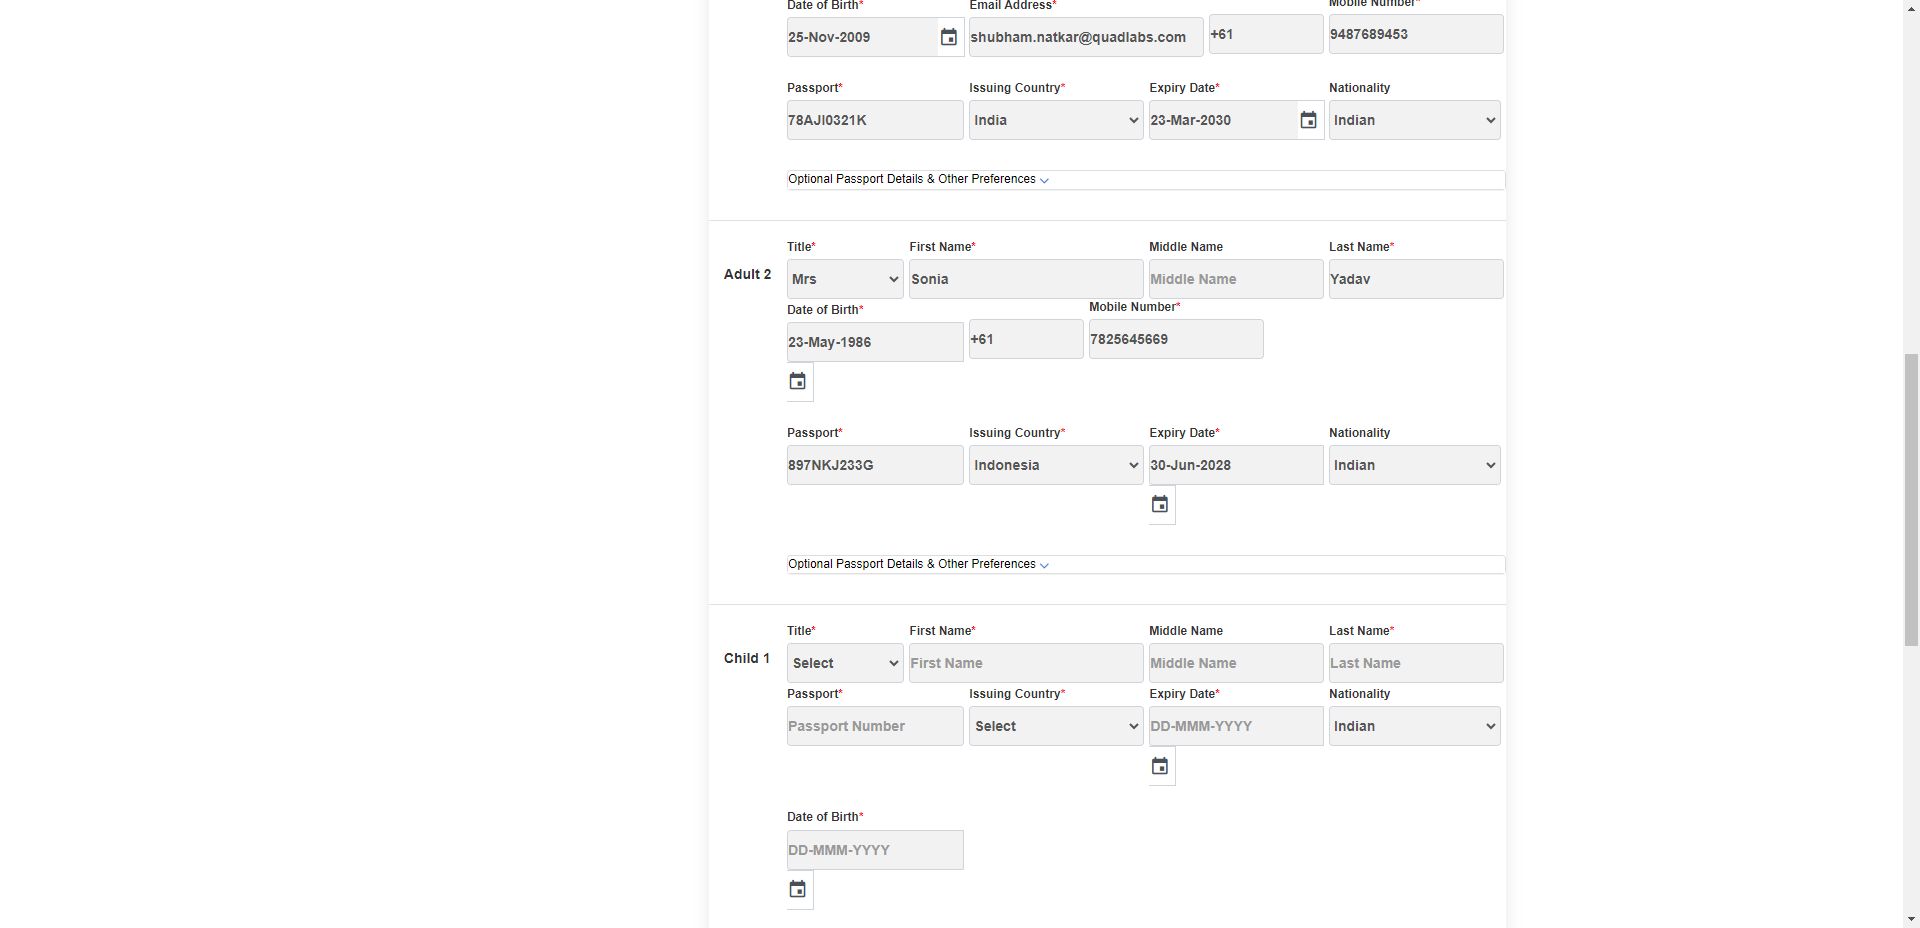 Date of Birth* Email Address* Mobile Number*
25-Nov-2009 shubham.natkar@quadlabs.com +61 9487689453
Passport* Issuing Country* Expiry Date* Nationality
78AJI0321K India 23-Mar-2030 Indian
Optional Passport Details & Other Preferences
Title* First Name* Middle Name Last Name*
Adult 2 Mrs Sonia Middle Name Yadav
Date of Birth* Mobile Number*
23-May-1986 +61 7825645669
Passport* Issuing Country* Expiry Date* Nationality
897NKJ233G Indonesia 30-Jun-2028 Indian
Optional Passport Details & Other Preferences
Title* First Name* Middle Name Last Name*
Child 1 Select First Name Middle Name Last Name
Passport* Issuing Country* Expiry Date* Nationality
Passport Number Select DD-MMM-YYYY Indian
Date of Birth*
DD-MMM-YYYY